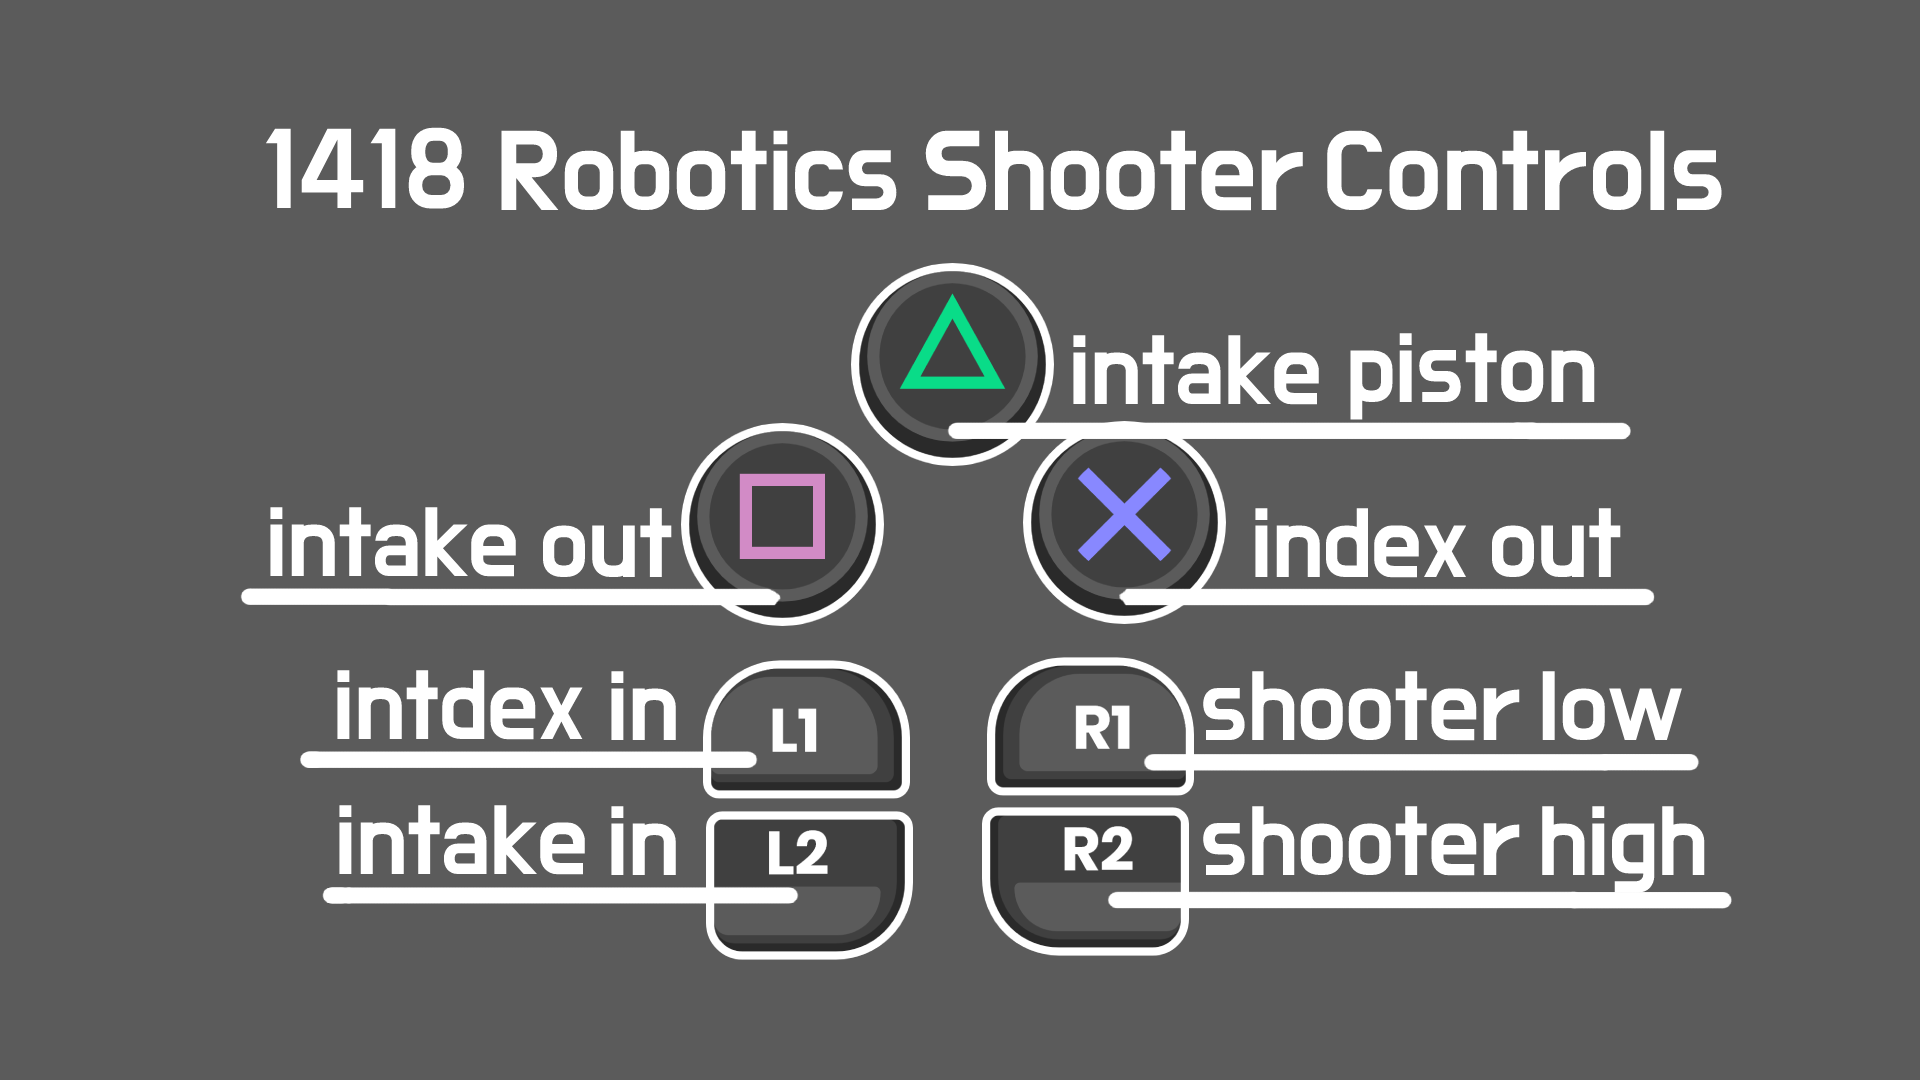 1418 Robotics Shooter Controls
intake piston
intake out
index out
intdex in
L1
R1
shooter low
intake in
L2
R2
shooter high